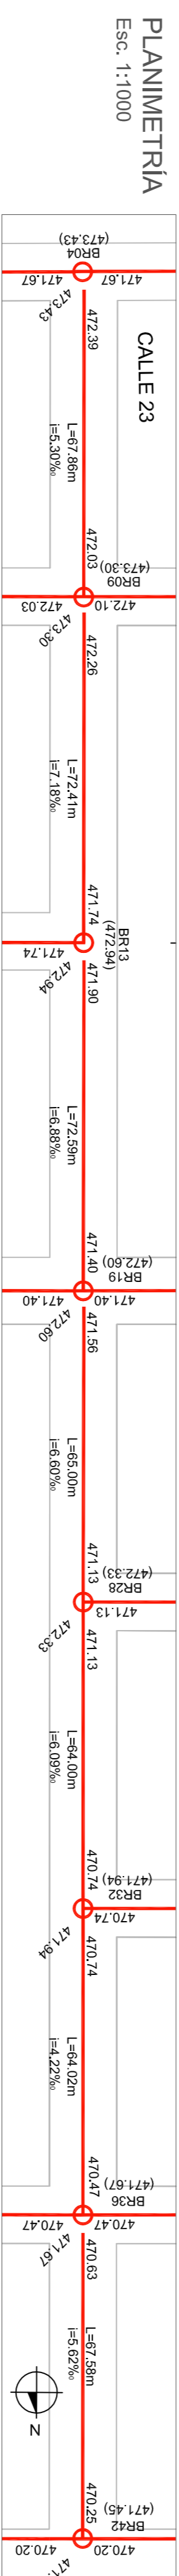 PLANIMETRÍA
Esc. 1:1000
CALLE 23
BR04
(473.43)
471.67
471.67
473.43
472.39
L=67.86m
i=5.30‰
472.03
BR09
(473.30)
472.10
472.03
473.30
472.26
L=72.41m
i=7.18‰
471.74
BR13
(472.94)
471.74
472.94
471.90
L=72.59m
i=6.88‰
471.40
BR19
(472.60)
471.40
471.40
472.60
471.56
L=65.00m
i=6.60‰
471.13
BR28
(472.33)
471.13
472.33
471.13
L=64.00m
i=6.09‰
470.74
BR32
(471.94)
470.74
471.94
470.74
L=64.02m
i=4.22‰
470.47
BR36
(471.67)
470.47
470.47
471.67
470.63
L=67.58m
i=5.62‰
470.25
BR42
(471.45)
470.20
470.20
N